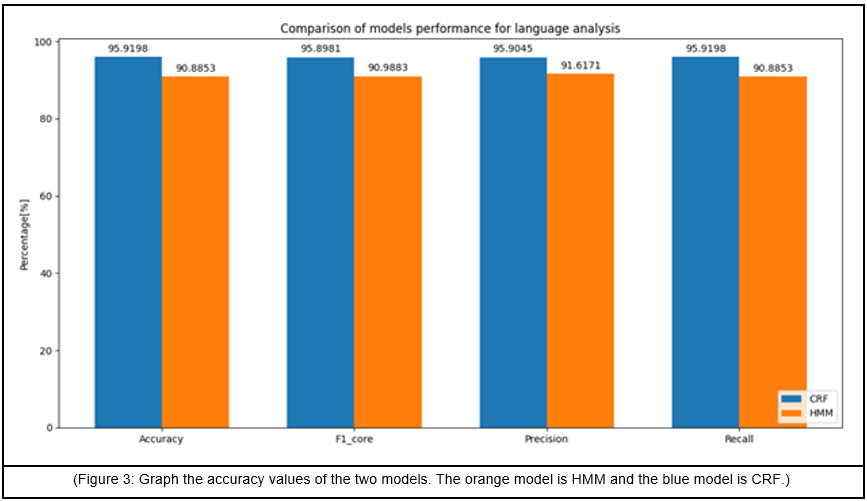 Comparison of models performance for language analysis
95.9198
90.8853
95.8981
90.9883
95.9045
91.6171
95.9198
90.8853
100
80
60
40
20
0
Percentage[%]
Accuracy
F1_core
Precision
Recall
CRF
HMM
(Figure 3: Graph the accuracy values of the two models. The orange model is HMM and the blue model is CRF.)